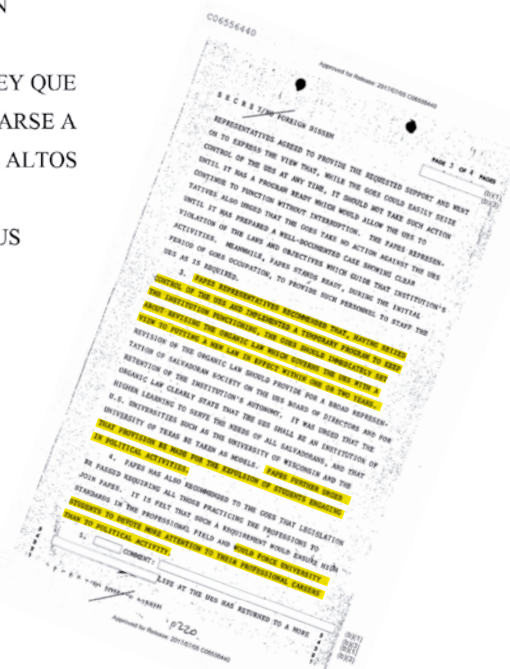 N
EY QUE
ARSE A
ALTOS
US
C06556440
Approved for Release: 2017/07/05 C06556440
S E C R E T/NO FOREIGN DISSEM
PAGE 3 OF 4 PAGES
(b)(1)
(b)(3)
REPRESENTATIVES AGREED TO PROVIDE THE REQUESTED SUPPORT AND WENT
ON TO EXPRESS THE VIEW THAT, WHILE THE GOES COULD EASILY SEIZE
CONTROL OF THE UES AT ANY TIME, IT SHOULD NOT TAKE SUCH ACTION
UNTIL IT HAS A PROGRAM READY WHICH WOULD ALLOW THE UES TO
CONTINUE TO FUNCTION WITHOUT INTERRUPTION. THE FAPES REPRESEN-
TATIVES ALSO URGED THAT THE GOES TAKE NO ACTION AGAINST THE UES
UNTIL IT HAS PREPARED A WELL-DOCUMENTED CASE SHOWING CLEAR
VIOLATION OF THE LAWS AND OBJECTIVES WHICH GUIDE THAT INSTITUTION'S
ACTIVITIES. MEANWHILE, FAPES STANDS READY, DURING THE INITIAL
PERIOD OF GOES OCCUPATION, TO PROVIDE SUCH PERSONNEL TO STAFF THE
UES AS IS REQUIRED.
3. FAPES REPRESENTATIVES RECOMMENDED THAT, HAVING SEIZED
CONTROL OF THE UES AND IMPLEMENTED A TEMPORARY PROGRAM TO KEEP
THE INSTITUTION FUNCTIONING, THE GOES SHOULD IMMEDIATELY SET
ABOUT REVISING THE ORGANIC LAW WHICH GOVERNS THE UES WITH A
VIEW TO PUTTING A NEW LAW IN EFFECT WITHIN ONE OR TWO YEARS.
REVISION OF THE ORGANIC LAW SHOULD PROVIDE FOR A BROAD REPRESEN-
TATION OF SALVADORAN SOCIETY ON THE UES BOARD OF DIRECTORS AND FOR
RETENTION OF THE INSTITUTION'S AUTONOMY. IT WAS URGED THAT THE
ORGANIC LAW CLEARLY STATE THAT THE UES SHALL BE AN INSTITUTION OF
HIGHER LEARNING TO SERVE THE NEEDS OF ALL SALVADORANS, AND THAT
U.S. UNIVERSITIES SUCH AS THE UNIVERSITY OF WISCONSIN AND THE
UNIVERSITY OF TEXAS BE TAKEN AS MODELS. FAPES FURTHER URGED
THAT PROVISION BE MADE FOR THE EXPULSION OF STUDENTS ENGAGING
IN POLITICAL ACTIVITIES.
4. FAPES HAS ALSO RECOMMENDED TO THE GOES THAT LEGISLATION
BE PASSED REQUIRING ALL THOSE PRACTICING THE PROFESSIONS TO
JOIN FAPES. IT IS FELT THAT SUCH A REQUIREMENT WOULD ENSURE HIGH
STANDARDS IN THE PROFESSIONAL FIELD AND WOULD FORCE UNIVERSITY
STUDENTS TO DEVOTE MORE ATTENTION TO THEIR PROFESSIONAL CAREERS
THAN TO POLITICAL ACTIVITY.
5. COMMENT:
LIFE AT THE UES HAS RETURNED TO A MORE
(b)(1)
(b)(3)
(b)(1)
(b)(3)
p220
Approved for Release: 2017/07/05 C06556440